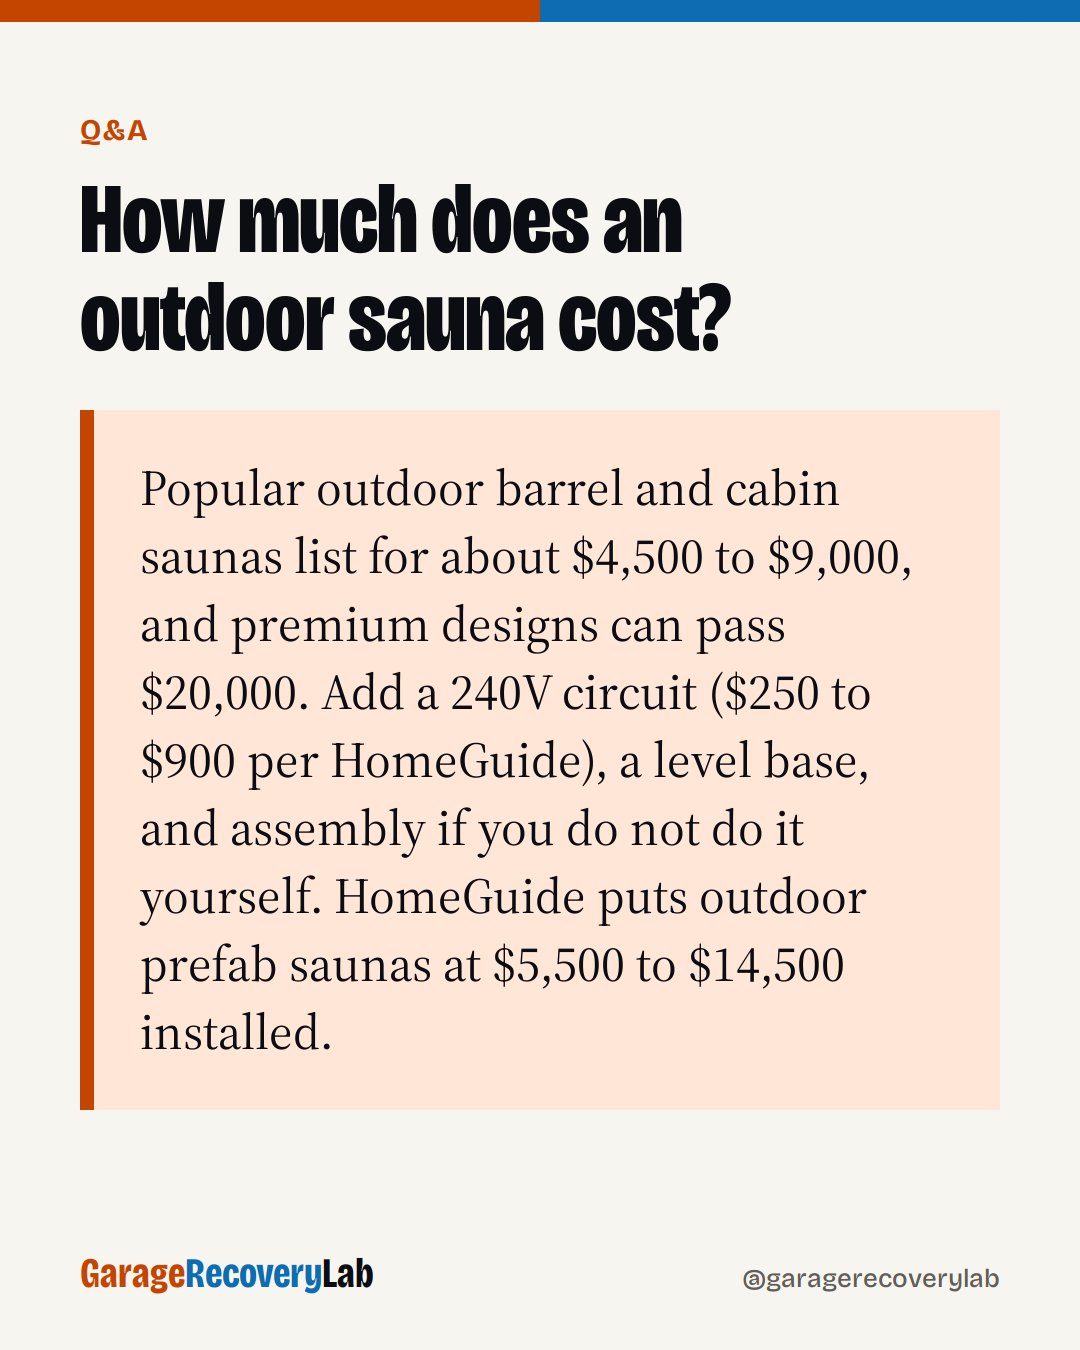 Q&A
How much does an
outdoor sauna cost?
Popular outdoor barrel and cabin
saunas list for about $4,500 to $9,000,
and premium designs can pass
$20,000. Add a 240V circuit ($250 to
$900 per HomeGuide), a level base,
and assembly if you do not do it
yourself. HomeGuide puts outdoor
prefab saunas at $5,500 to $14,500
installed.
GarageRecoveryLab
@garagerecoverylab